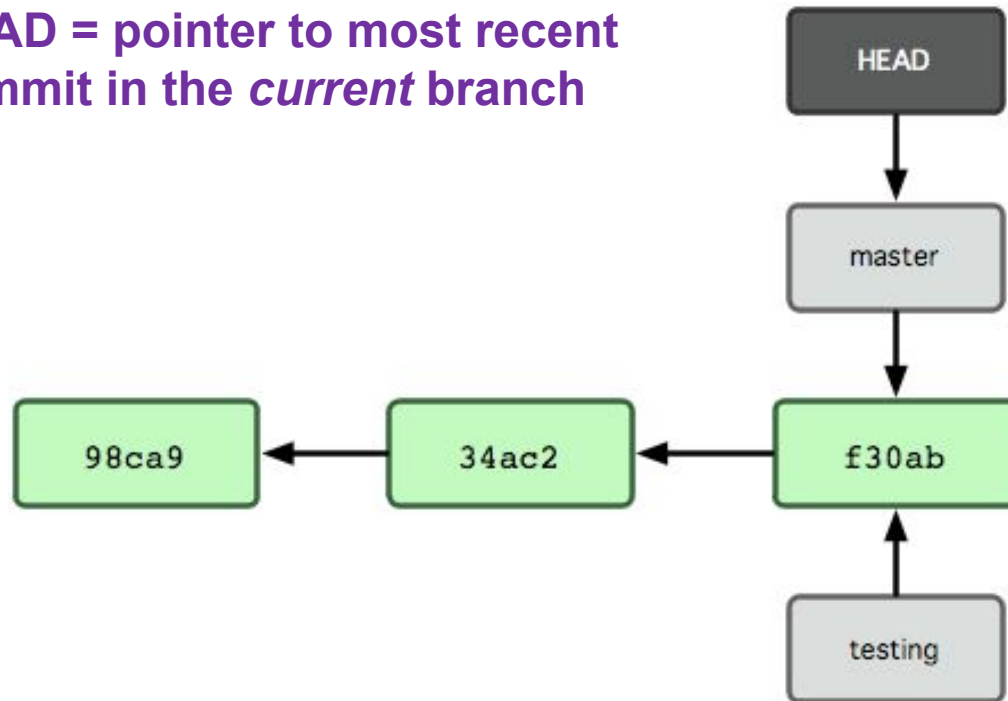 AD = pointer to most recent
mmit in the current branch
HEAD
master
98ca9
34ac2
f30ab
testing